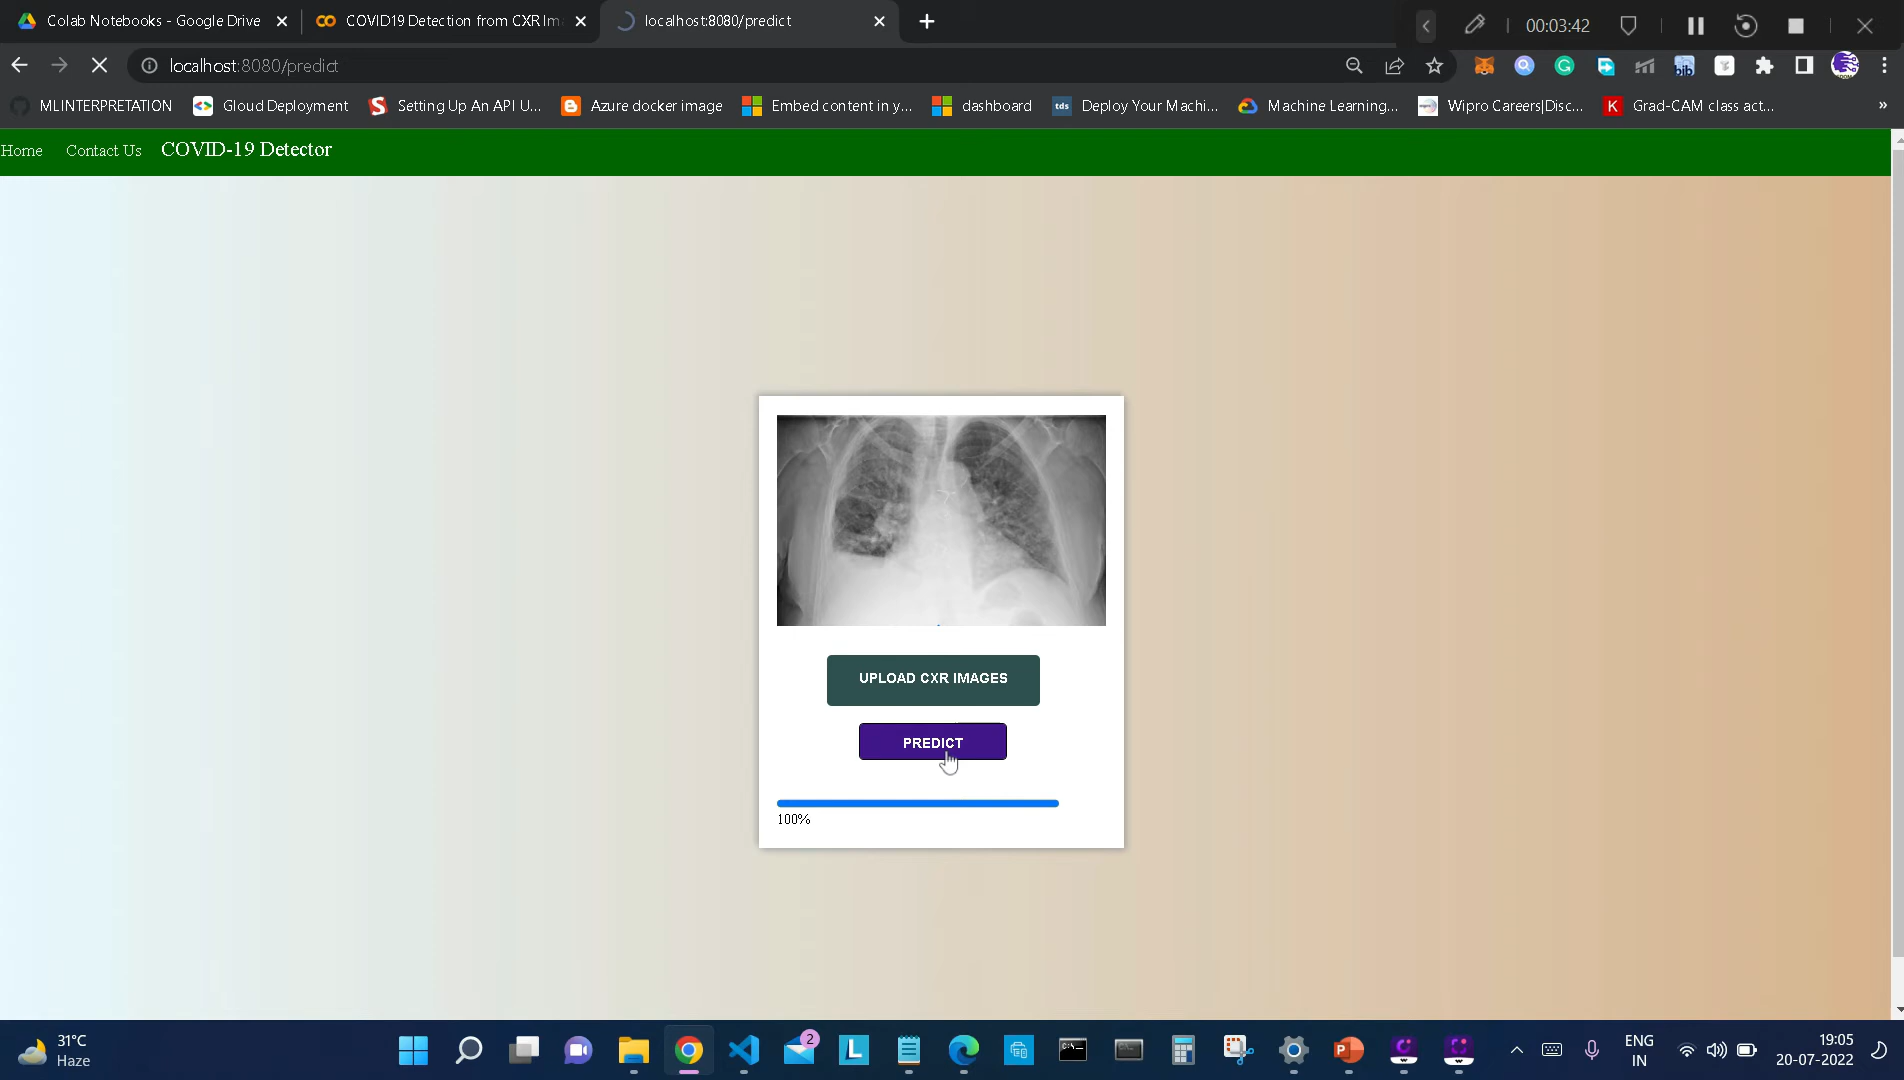 Colab Notebooks - Google Drive
COVID19 Detection from CXR Im
localhost:8080/predict
00:03:42
localhost:8080/predict
MLINTERPRETATION
Gloud Deployment
Setting Up An API U...
Azure docker image
Embed content in y...
dashboard
tds
Deploy Your Machi...
Machine Learning...
Wipro Careers|Disc...
K
Grad-CAM class act...
»
Home
Contact Us
COVID-19 Detector
UPLOAD CXR IMAGES
PREDICT
100%
31°C
Haze
2
L
ENG
IN
19:05
20-07-2022